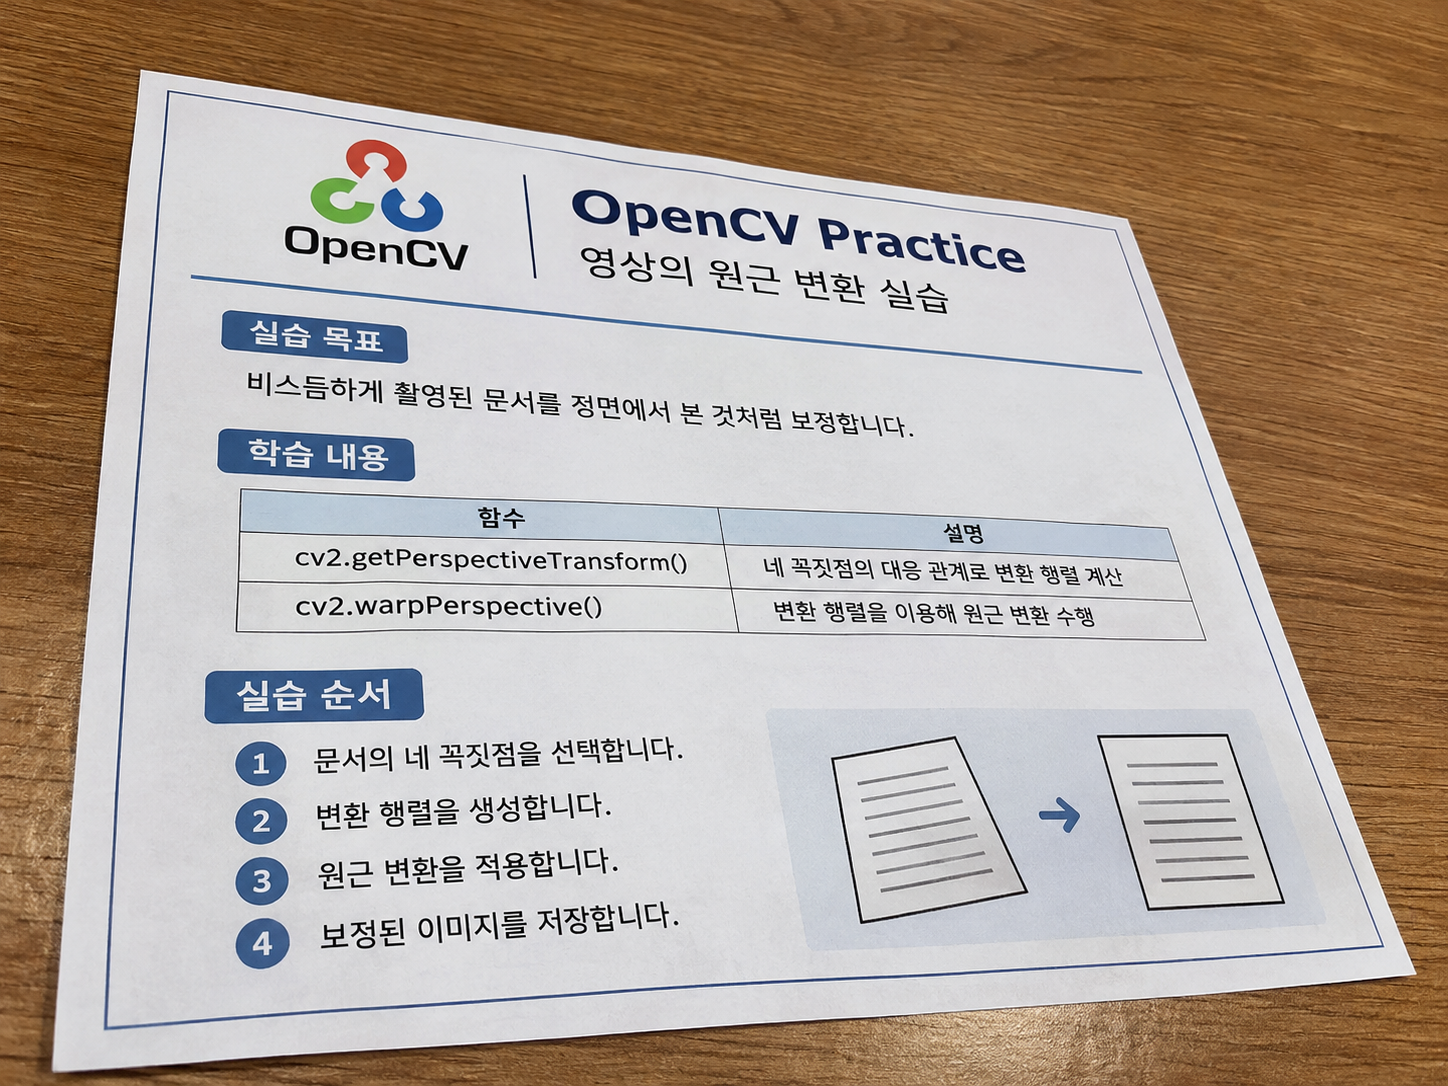 OpenCV
OpenCV Practice
영상의 원근 변환 실습
실습 목표
비스듬하게 촬영된 문서를 정면에서 본 것처럼 보정합니다.
학습 내용
함수 설명
cv2.getPerspectiveTransform() 네 꼭짓점의 대응 관계로 변환 행렬 계산
cv2.warpPerspective() 변환 행렬을 이용해 원근 변환 수행
실습 순서
1 문서의 네 꼭짓점을 선택합니다.
2 변환 행렬을 생성합니다.
3 원근 변환을 적용합니다.
4 보정된 이미지를 저장합니다.